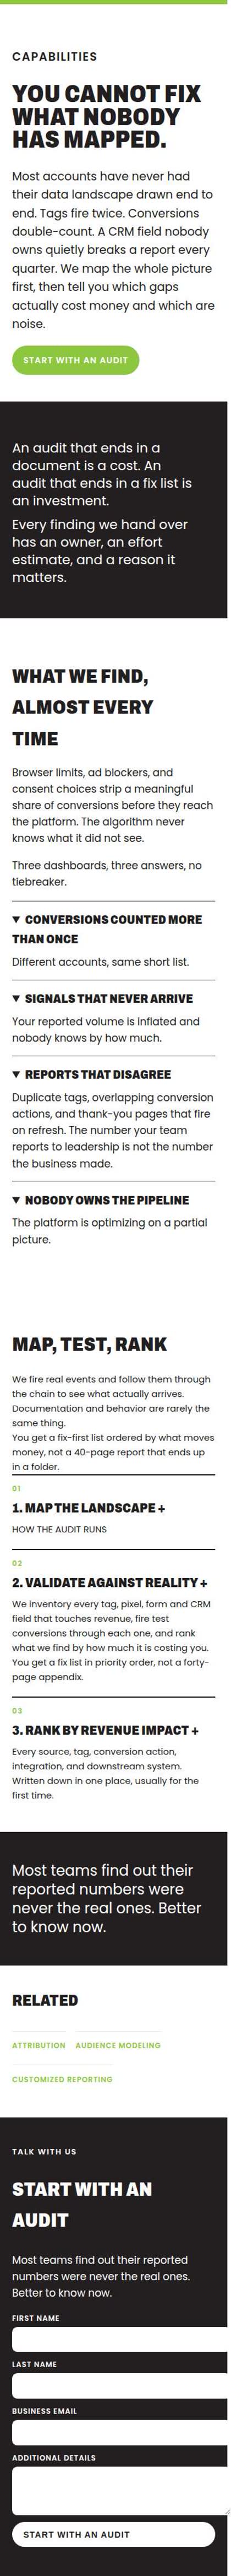 CAPABILITIES
YOU CANNOT FIX
WHAT NOBODY
HAS MAPPED.
Most accounts have never had
their data landscape drawn end to
end. Tags fire twice. Conversions
double-count. A CRM field nobody
owns quietly breaks a report every
quarter. We map the whole picture
first, then tell you which gaps
actually cost money and which are
noise.
START WITH AN AUDIT
An audit that ends in a
document is a cost. An
audit that ends in a fix list is
an investment.
Every finding we hand over
has an owner, an effort
estimate, and a reason it
matters.
WHAT WE FIND,
ALMOST EVERY
TIME
Browser limits, ad blockers, and
consent choices strip a meaningful
share of conversions before they reach
the platform. The algorithm never
knows what it did not see.
Three dashboards, three answers, no
tiebreaker.
▼ CONVERSIONS COUNTED MORE
THAN ONCE
Different accounts, same short list.
▼ SIGNALS THAT NEVER ARRIVE
Your reported volume is inflated and
nobody knows by how much.
▼ REPORTS THAT DISAGREE
Duplicate tags, overlapping conversion
actions, and thank-you pages that fire
on refresh. The number your team
reports to leadership is not the number
the business made.
▼ NOBODY OWNS THE PIPELINE
The platform is optimizing on a partial
picture.
MAP, TEST, RANK
We fire real events and follow them through
the chain to see what actually arrives.
Documentation and behavior are rarely the
same thing.
You get a fix-first list ordered by what moves
money, not a 40-page report that ends up
in a folder.
01
1. MAP THE LANDSCAPE +
HOW THE AUDIT RUNS
02
2. VALIDATE AGAINST REALITY +
We inventory every tag, pixel, form and CRM
field that touches revenue, fire test
conversions through each one, and rank
what we find by how much it is costing you.
You get a fix list in priority order, not a forty-
page appendix.
03
3. RANK BY REVENUE IMPACT +
Every source, tag, conversion action,
integration, and downstream system.
Written down in one place, usually for the
first time.
Most teams find out their
reported numbers were
never the real ones. Better
to know now.
RELATED
ATTRIBUTION AUDIENCE MODELING
CUSTOMIZED REPORTING
TALK WITH US
START WITH AN
AUDIT
Most teams find out their reported
numbers were never the real ones.
Better to know now.
FIRST NAME
LAST NAME
BUSINESS EMAIL
ADDITIONAL DETAILS
START WITH AN AUDIT